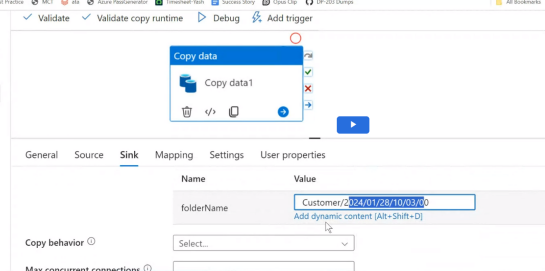 Practice MCT ata Azure PassGenerator Timesheet-Yash Success Story Opus Clip DP-203 Dumps All Bookmarks
Validate Validate copy runtime Debug Add trigger
Copy data
Copy data1
General Source Sink Mapping Settings User properties
Name Value
folderName Customer/2024/01/28/10/03/00
Add dynamic content [Alt+Shift+D]
Copy behavior Select...
Max concurrent connections